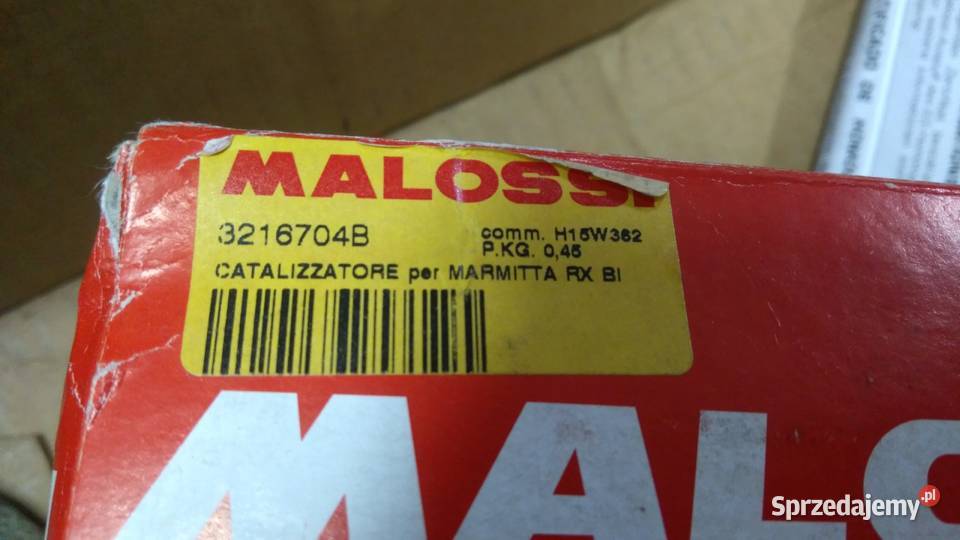 MALOSSI
3216704B
comm. H15W362
P.KG. 0,45
CATALIZZATORE per MARMITTA RX BI
MALO
Sprzedajemy.pl